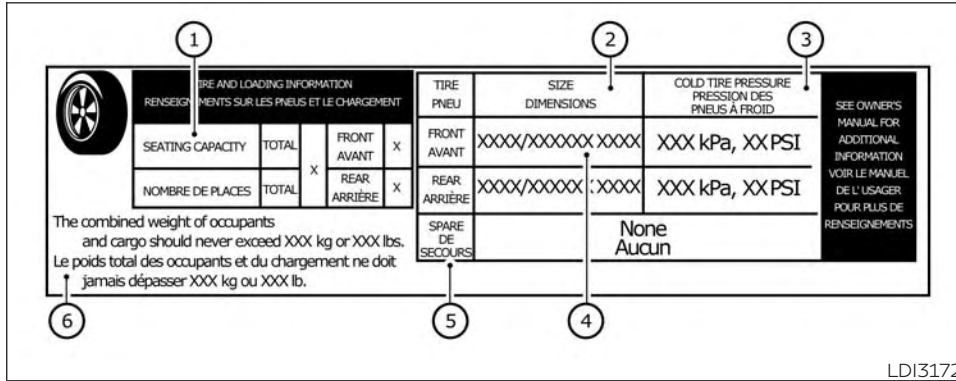 1
2
3
TIRE AND LOADING INFORMATION
RENSEIGNEMENTS SUR LES PNEUS ET LE CHARGEMENT
SEATING CAPACITY TOTAL X FRONT AVANT X
NOMBRE DE PLACES TOTAL REAR ARRIÈRE X
The combined weight of occupants
and cargo should never exceed XXX kg or XXX lbs.
Le poids total des occupants et du chargement ne doit
jamais dépasser XXX kg ou XXX lb.
TIRE
PNEU
SIZE
DIMENSIONS
COLD TIRE PRESSURE
PRESSION DES
PNEUS À FROID
FRONT
AVANT
XXXX/XXXXXX XXXX
XXX kPa, XX PSI
REAR
ARRIÈRE
XXXX/XXXXX XXXXX
XXX kPa, XX PSI
SPARE
DE
SECOURS
None
Aucun
SEE OWNER'S
MANUAL FOR
ADDITIONAL
INFORMATION
VOIR LE MANUEL
DE L' USAGER
POUR PLUS DE
RENSEIGNEMENTS
6
5
4
LDI3172